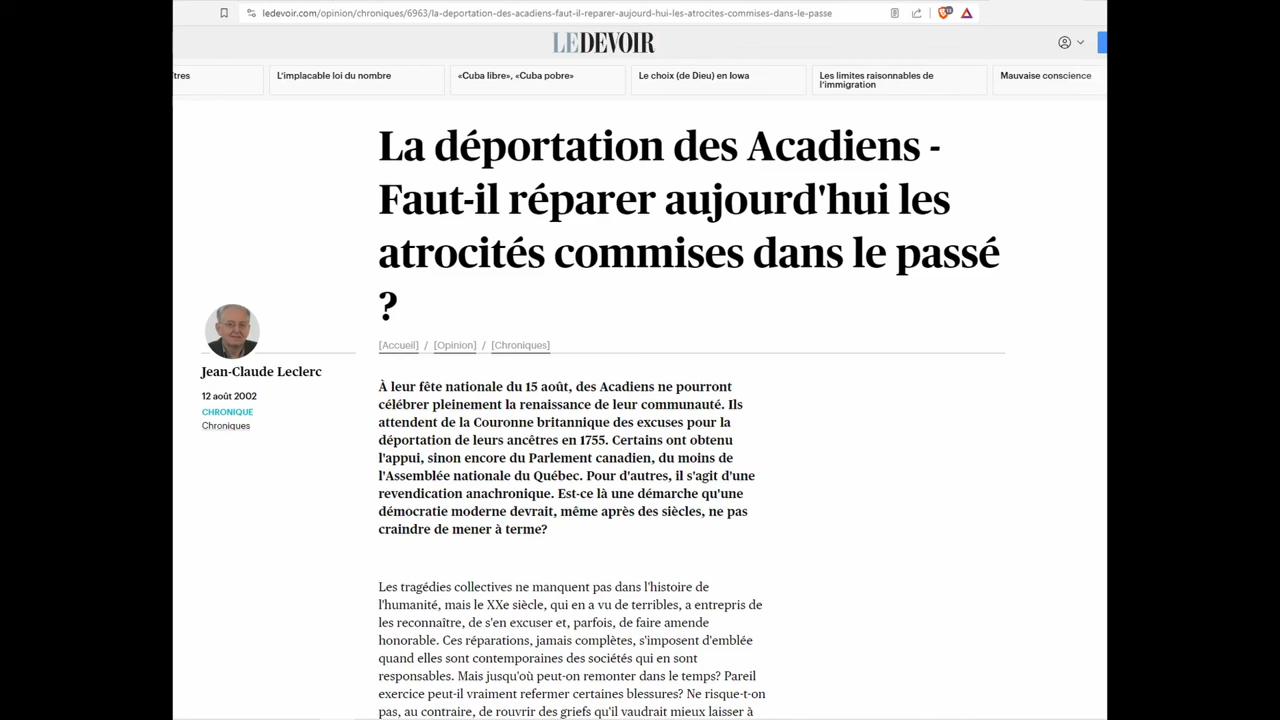 ledevoir.com/opinion/chroniques/6963/la-deportation-des-acadiens-faut-il-reparer-aujourd-hui-les-atrocites-commises-dans-le-passe
LE DEVOIR
îtres
L'implacable loi du nombre
«Cuba libre», «Cuba pobre»
Le choix (de Dieu) en Iowa
Les limites raisonnables de
l'immigration
Mauvaise conscience
La déportation des Acadiens -
Faut-il réparer aujourd'hui les
atrocités commises dans le passé
?
[Accueil] / [Opinion] / [Chroniques]
Jean-Claude Leclerc
12 août 2002
CHRONIQUE
Chroniques
À leur fête nationale du 15 août, des Acadiens ne pourront
célébrer pleinement la renaissance de leur communauté. Ils
attendent de la Couronne britannique des excuses pour la
déportation de leurs ancêtres en 1755. Certains ont obtenu
l'appui, sinon encore du Parlement canadien, du moins de
l'Assemblée nationale du Québec. Pour d'autres, il s'agit d'une
revendication anachronique. Est-ce là une démarche qu'une
démocratie moderne devrait, même après des siècles, ne pas
craindre de mener à terme?
Les tragédies collectives ne manquent pas dans l'histoire de
l'humanité, mais le XXe siècle, qui en a vu de terribles, a entrepris de
les reconnaître, de s'en excuser et, parfois, de faire amende
honorable. Ces réparations, jamais complètes, s'imposent d'emblée
quand elles sont contemporaines des sociétés qui en sont
responsables. Mais jusqu'où peut-on remonter dans le temps? Pareil
exercice peut-il vraiment refermer certaines blessures? Ne risque-t-on
pas, au contraire, de rouvrir des griefs qu'il vaudrait mieux laisser à